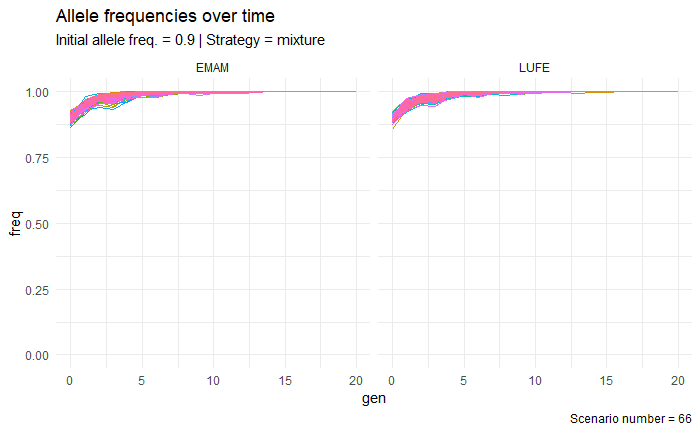 Allele frequencies over time
Initial allele freq. = 0.9 | Strategy = mixture
EMAM
LUFE
1.00
0.75
0.50
0.25
0.00
freq
0 5 10 15 20
0 5 10 15 20
gen
Scenario number = 66